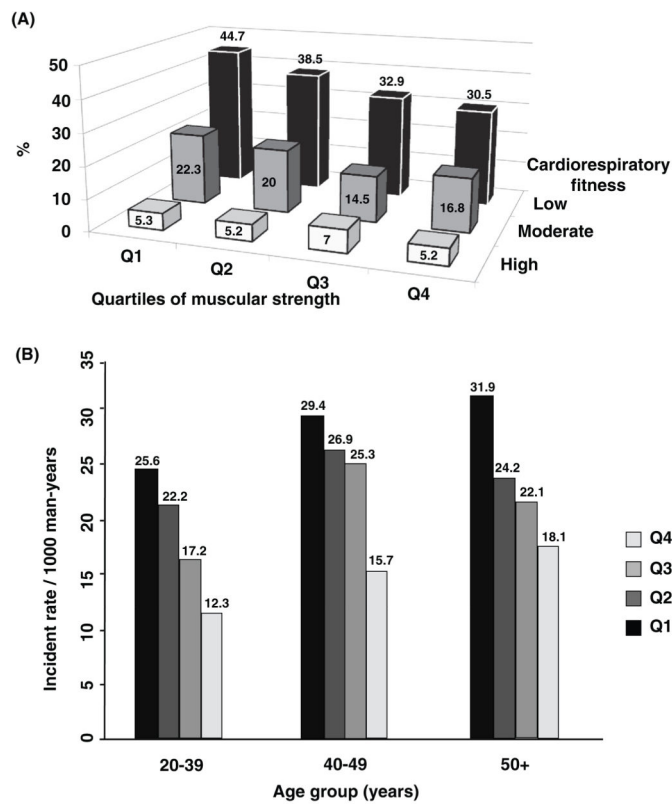 (A)
50
40
30
20
10
0
%
44.7
38.5
32.9
30.5
22.3
20
14.5
16.8
5.3
5.2
7
5.2
Q1
Q2
Q3
Q4
Quartiles of muscular strength
Cardiorespiratory
fitness
Low
Moderate
High
(B)
35
30
25
20
15
10
5
0
Incident rate / 1000 man-years
25.6
22.2
17.2
12.3
29.4
26.9
25.3
15.7
31.9
24.2
22.1
18.1
20-39
40-49
50+
Age group (years)
Q4
Q3
Q2
Q1